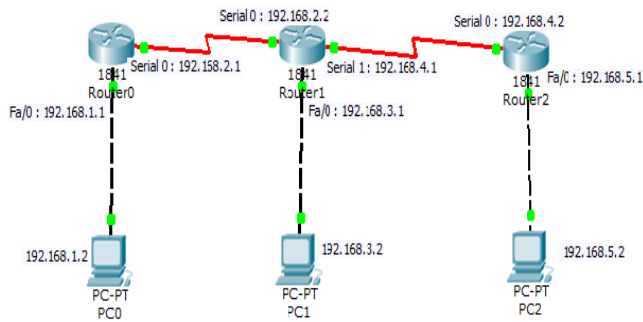 Serial 0 : 192.168.2.2
Serial 0 : 192.168.4.2
1841
Router0
Serial 0 : 192.158.2.1
1841
Router1
Serial 1 : 192.168.4.1
1841
Router2
Fa/0 : 192.168.5.1
Fa/0 : 192.168.1.1
Fa/0 : 192.168.3.1
192.168.1.2
192.168.3.2
192.168.5.2
PC-PT
PC0
PC-PT
PC1
PC-PT
PC2